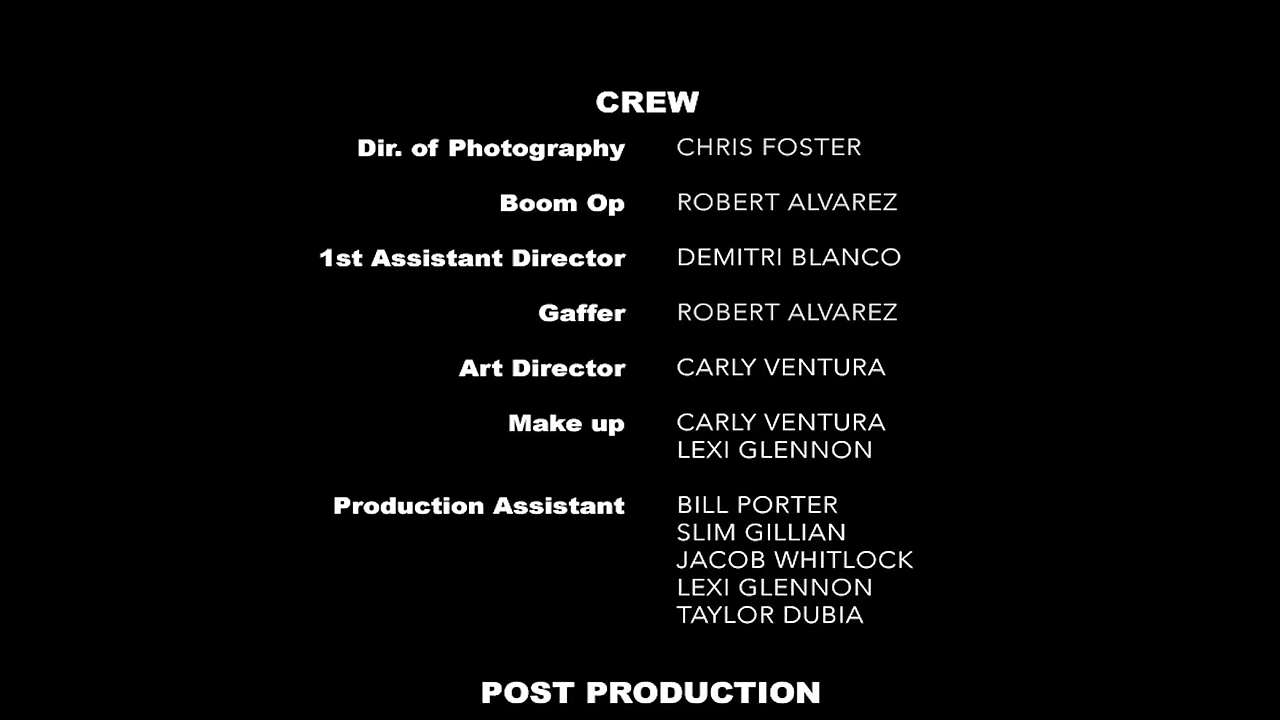 CREW
Dir. of Photography CHRIS FOSTER
Boom Op ROBERT ALVAREZ
1st Assistant Director DEMITRI BLANCO
Gaffer ROBERT ALVAREZ
Art Director CARLY VENTURA
Make up CARLY VENTURA
LEXI GLENNON
Production Assistant BILL PORTER
SLIM GILLIAN
JACOB WHITLOCK
LEXI GLENNON
TAYLOR DUBIA
POST PRODUCTION